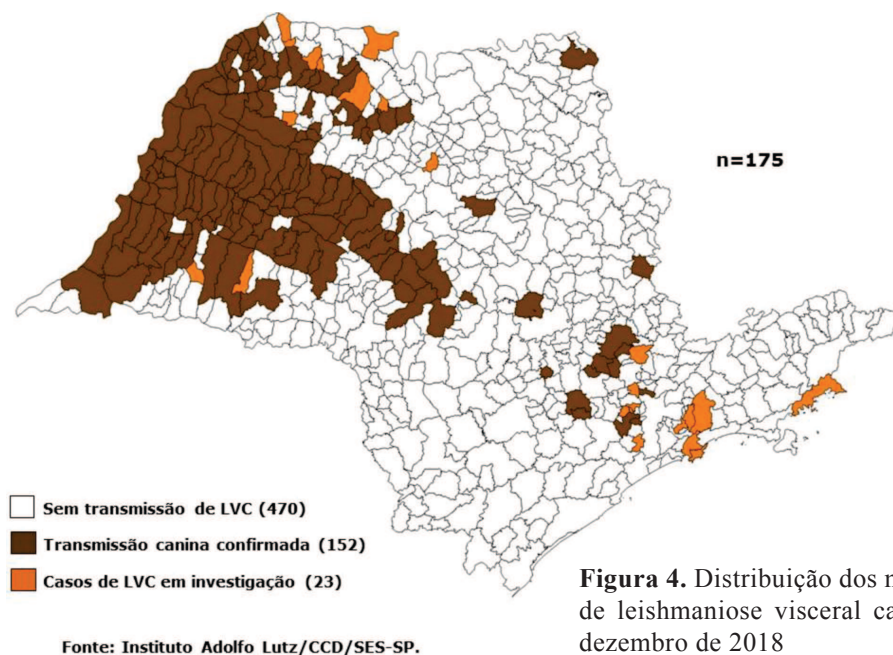 n=175
Sem transmissão de LVC (470)
Transmissão canina confirmada (152)
Casos de LVC em investigação (23)
Fonte: Instituto Adolfo Lutz/CCD/SES-SP.
Figura 4. Distribuição dos
de leishmaniose visceral
dezembro de 2018